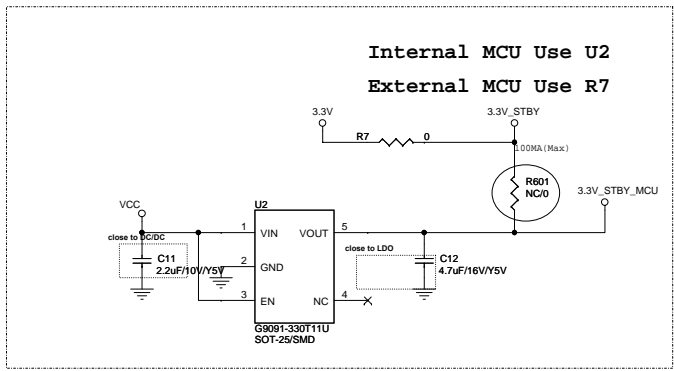 Internal MCU Use U2
External MCU Use R7
3.3V
3.3V_STBY
R7
0
100MA(Max)
R601
NC/0
3.3V_STBY_MCU
VCC
U2
close to DC/DC
1
VIN
VOUT
5
close to LDO
C11
2.2uF/10V/Y5V
2
GND
C12
4.7uF/16V/Y5V
3
EN
NC
4
G9091-330T11U
SOT-25/SMD